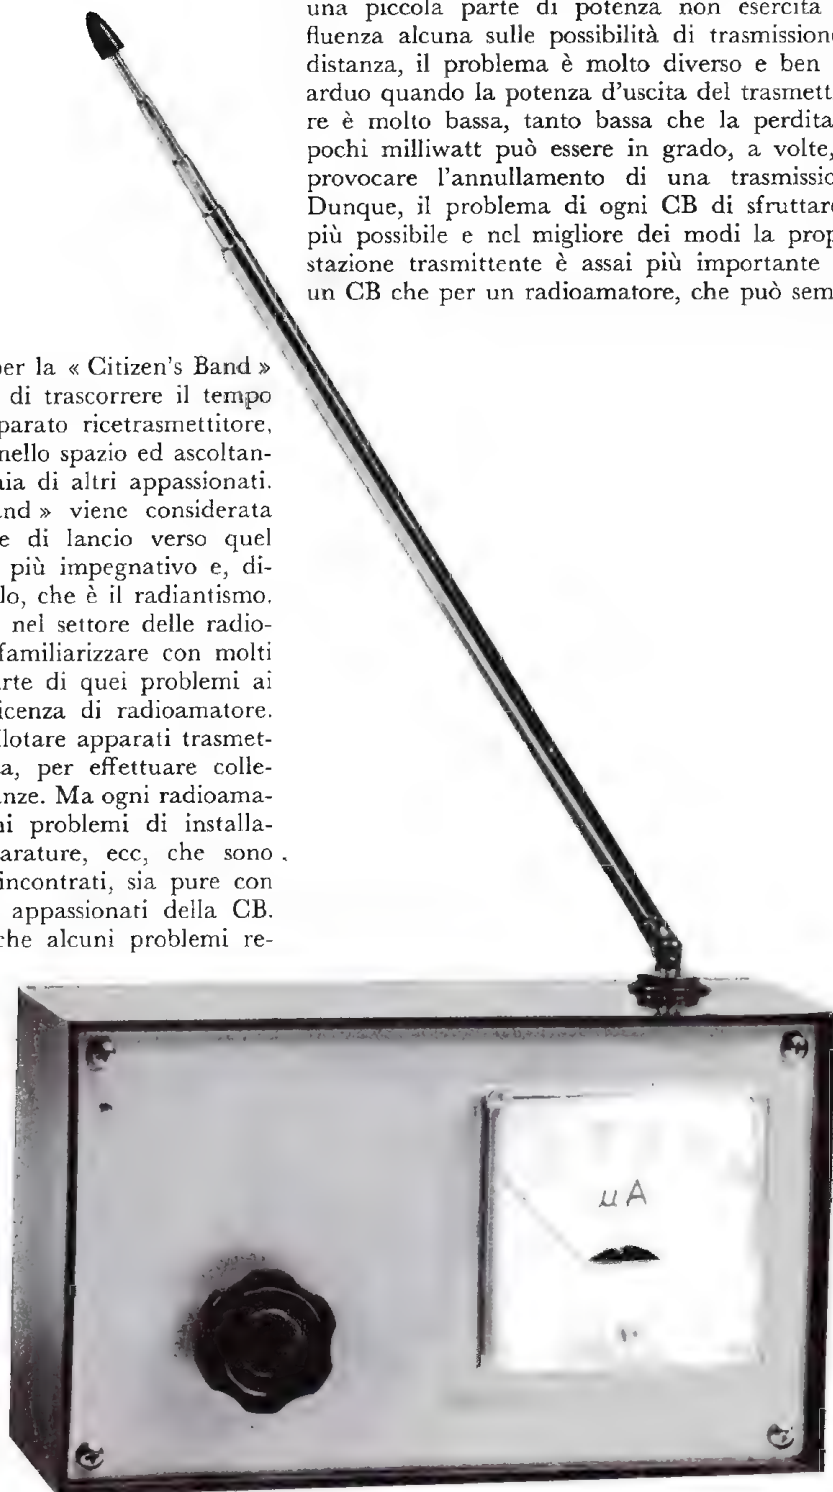 una piccola parte di potenza non esercita
fluenza alcuna sulle possibilità di trasmissione
distanza, il problema è molto diverso e ben
arduo quando la potenza d'uscita del trasmett
re è molto bassa, tanto bassa che la perdita
pochi milliwatt può essere in grado, a volte,
provocare l'annullamento di una trasmissio
Dunque, il problema di ogni CB di sfruttar
più possibile e nel migliore dei modi la prop
stazione trasmittente è assai più importante
un CB che per un radioamatore, che può sem
per la « Citizen's Band »
di trascorrere il tempo
parato ricetrasmettitore,
nello spazio ed ascoltan-
aia di altri appassionati.
and » viene considerata
e di lancio verso quel
più impegnativo e, di-
lo, che è il radiantismo.
nel settore delle radio-
familiarizzare con molti
arte di quei problemi ai
icenza di radioamatore.
lotare apparati trasmet-
a, per effettuare colle-
anze. Ma ogni radioama-
ni problemi di installa-
arature, ecc, che sono
incontrati, sia pure con
appassionati della CB.
che alcuni problemi re-
μA